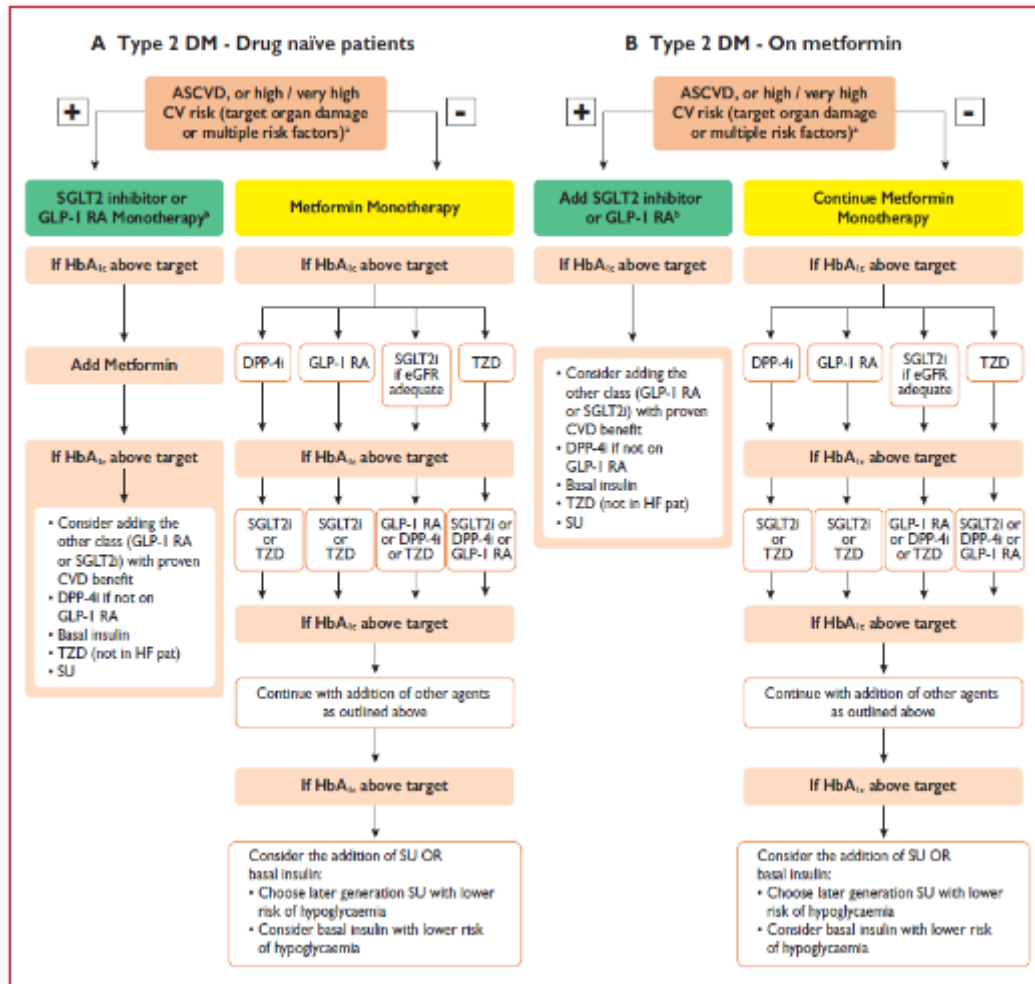 A Type 2 DM - Drug naïve patients
ASCVD, or high / very high
CV risk (target organ damage
or multiple risk factors)ᵃ
+
-
SGLT2 inhibitor or
GLP-1 RA Monotherapyᵇ
Metformin Monotherapy
If HbA₁c above target
If HbA₁c above target
Add Metformin
DPP-4i
GLP-1 RA
SGLT2i
if eGFR
adequate
TZD
If HbA₁c above target
If HbA₁c above target
• Consider adding the
other class (GLP-1 RA
or SGLT2i) with proven
CVD benefit
• DPP-4i if not on
GLP-1 RA
• Basal insulin
• TZD (not in HF pat)
• SU
SGLT2i
or
TZD
SGLT2i
or
TZD
GLP-1 RA
or DPP-4i
or TZD
SGLT2i or
DPP-4i or
GLP-1 RA
If HbA₁c above target
Continue with addition of other agents
as outlined above
If HbA₁c above target
Consider the addition of SU OR
basal insulin:
• Choose later generation SU with lower
risk of hypoglycaemia
• Consider basal insulin with lower risk
of hypoglycaemia
B Type 2 DM - On metformin
ASCVD, or high / very high
CV risk (target organ damage
or multiple risk factors)ᵃ
+
-
Add SGLT2 inhibitor
or GLP-1 RAᵇ
Continue Metformin
Monotherapy
If HbA₁c above target
If HbA₁c above target
• Consider adding the
other class (GLP-1 RA
or SGLT2i) with proven
CVD benefit
• DPP-4i if not on
GLP-1 RA
• Basal insulin
• TZD (not in HF pat)
• SU
DPP-4i
GLP-1 RA
SGLT2i
if eGFR
adequate
TZD
If HbA₁c above target
SGLT2i
or
TZD
SGLT2i
or
TZD
GLP-1 RA
or DPP-4i
or TZD
SGLT2i or
DPP-4i or
GLP-1 RA
If HbA₁c above target
Continue with addition of other agents
as outlined above
If HbA₁c above target
Consider the addition of SU OR
basal insulin:
• Choose later generation SU with lower
risk of hypoglycaemia
• Consider basal insulin with lower risk
of hypoglycaemia